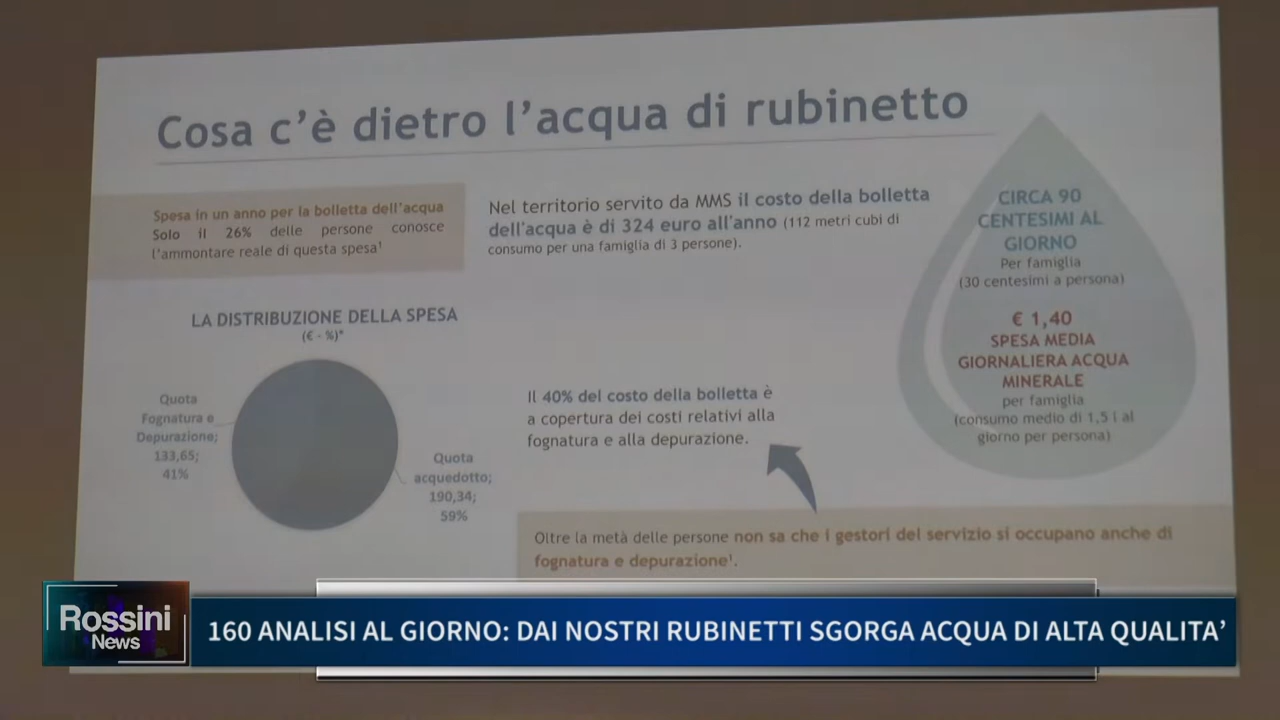 Cosa c'è dietro l'acqua di rubinetto
Spesa in un anno per la bolletta dell'acqua
Solo il 26% delle persone conosce
l'ammontare reale di questa spesa¹
Nel territorio servito da MMS il costo della bolletta
dell'acqua è di 324 euro all'anno (112 metri cubi di
consumo per una famiglia di 3 persone).
CIRCA 90
CENTESIMI AL
GIORNO
Per famiglia
(30 centesimi a persona)
€ 1,40
SPESA MEDIA
GIORNALIERA ACQUA
MINERALE
per famiglia
(consumo medio di 1,5 l al
giorno per persona)
LA DISTRIBUZIONE DELLA SPESA
(€ - %)*
Quota
Fognatura e
Depurazione;
133,65;
41%
Quota
acquedotto;
190,34;
59%
Il 40% del costo della bolletta è
a copertura dei costi relativi alla
fognatura e alla depurazione.
Oltre la metà delle persone non sa che i gestori del servizio si occupano anche di
fognatura e depurazione¹.
Rossini
News
160 ANALISI AL GIORNO: DAI NOSTRI RUBINETTI SGORGA ACQUA DI ALTA QUALITA'